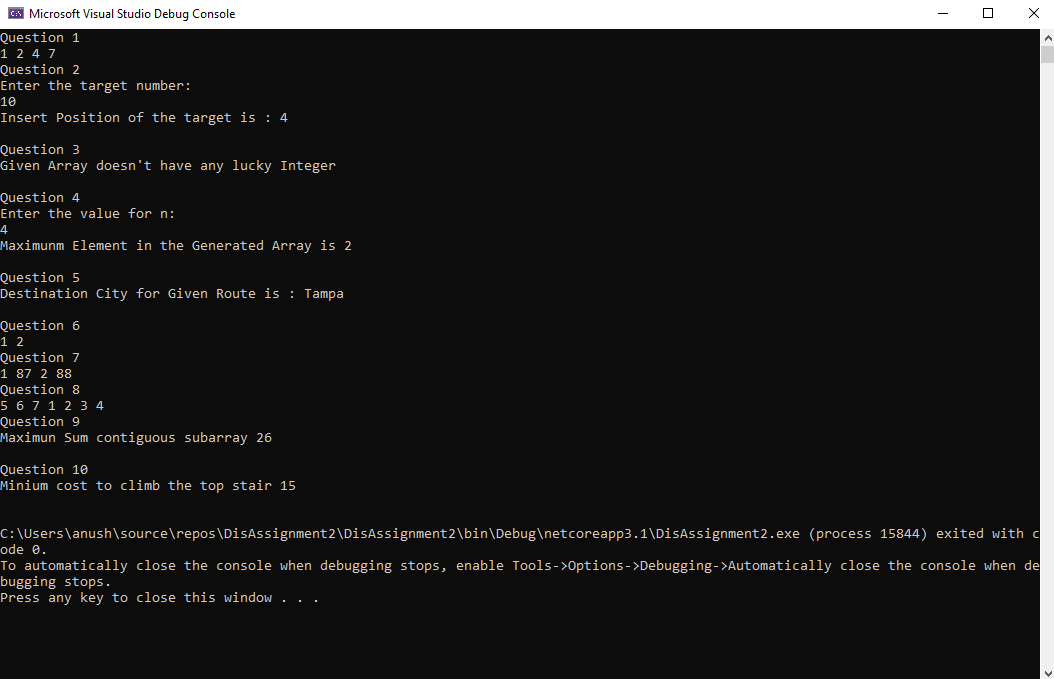 Microsoft Visual Studio Debug Console
Question 1
1 2 4 7
Question 2
Enter the target number:
10
Insert Position of the target is : 4
Question 3
Given Array doesn't have any lucky Integer
Question 4
Enter the value for n:
4
Maximunm Element in the Generated Array is 2
Question 5
Destination City for Given Route is : Tampa
Question 6
1 2
Question 7
1 87 2 88
Question 8
5 6 7 1 2 3 4
Question 9
Maximun Sum contiguous subarray 26
Question 10
Minium cost to climb the top stair 15
C:\Users\anush\source\repos\DisAssignment2\DisAssignment2\bin\Debug\netcoreapp3.1\DisAssignment2.exe (process 15844) exited with c
ode 0.
To automatically close the console when debugging stops, enable Tools->Options->Debugging->Automatically close the console when de
bugging stops.
Press any key to close this window . . .